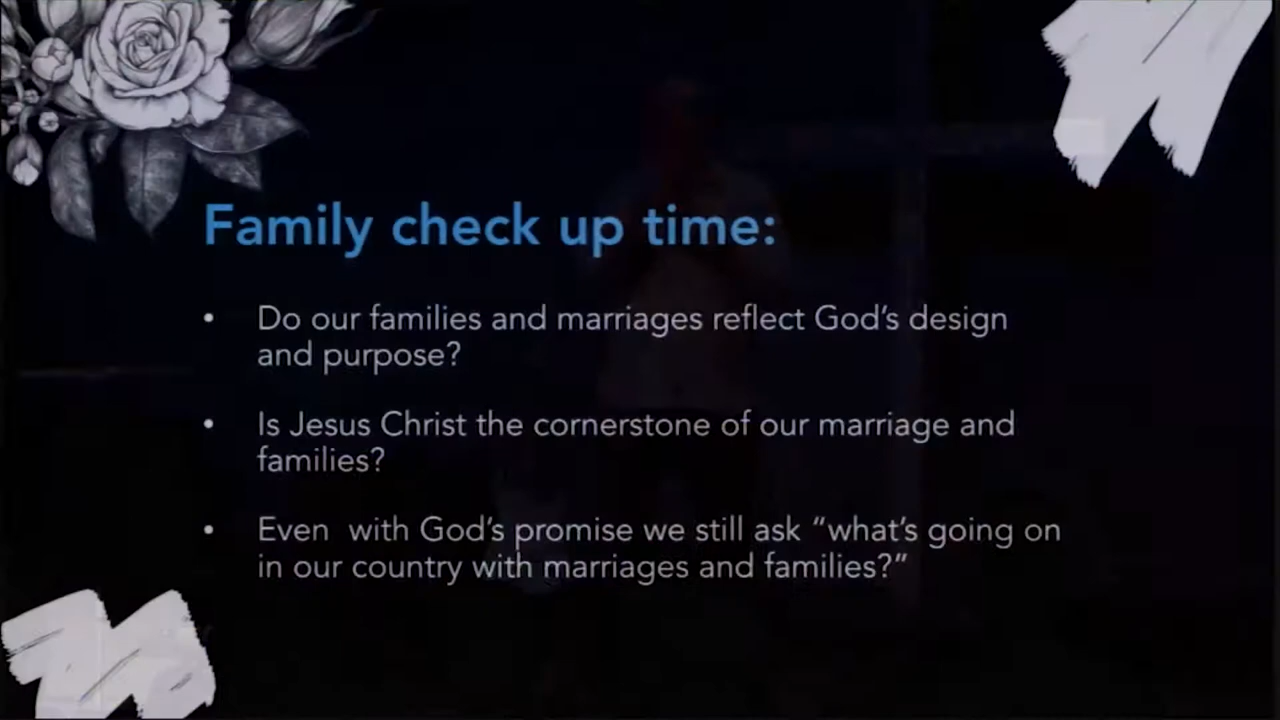 Family check up time:
• Do our families and marriages reflect God’s design
and purpose?
• Is Jesus Christ the cornerstone of our marriage and
families?
• Even  with God’s promise we still ask “what’s going on
in our country with marriages and families?”